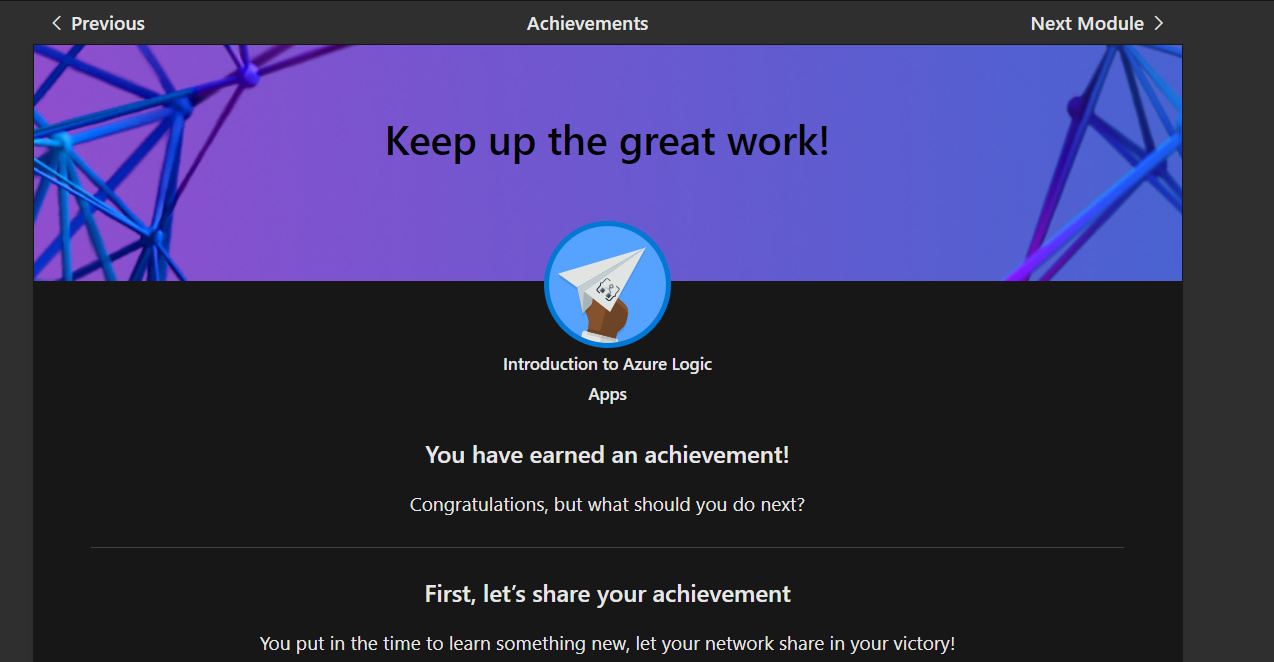 Previous
Achievements
Next Module
Keep up the great work!
Introduction to Azure Logic
Apps
You have earned an achievement!
Congratulations, but what should you do next?
First, let’s share your achievement
You put in the time to learn something new, let your network share in your victory!